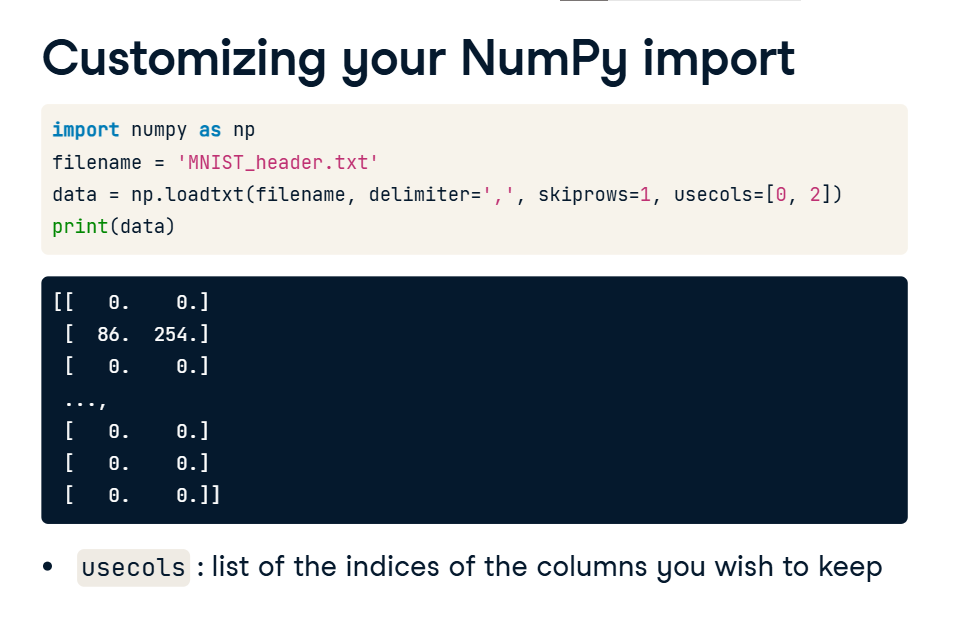 Customizing your NumPy import
import numpy as np
filename = 'MNIST_header.txt'
data = np.loadtxt(filename, delimiter=',', skiprows=1, usecols=[0, 2])
print(data)
[[   0.    0.]
 [  86.  254.]
 [   0.    0.]
 ...,
 [   0.    0.]
 [   0.    0.]
 [   0.    0.]]
• usecols : list of the indices of the columns you wish to keep